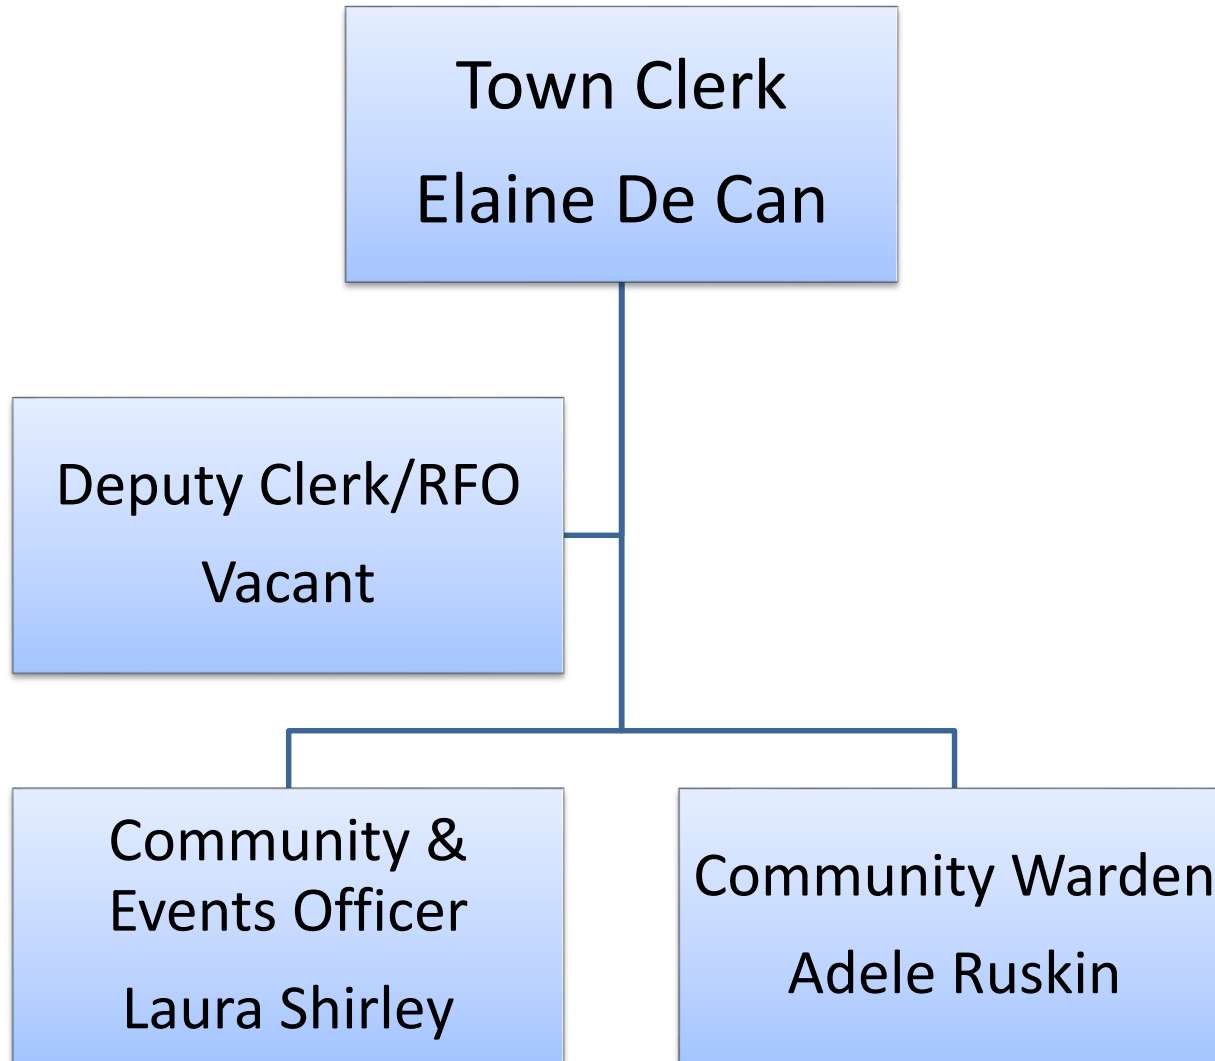 Town Clerk
Elaine De Can
Deputy Clerk/RFO
Vacant
Community &
Events Officer
Laura Shirley
Community Warden
Adele Ruskin